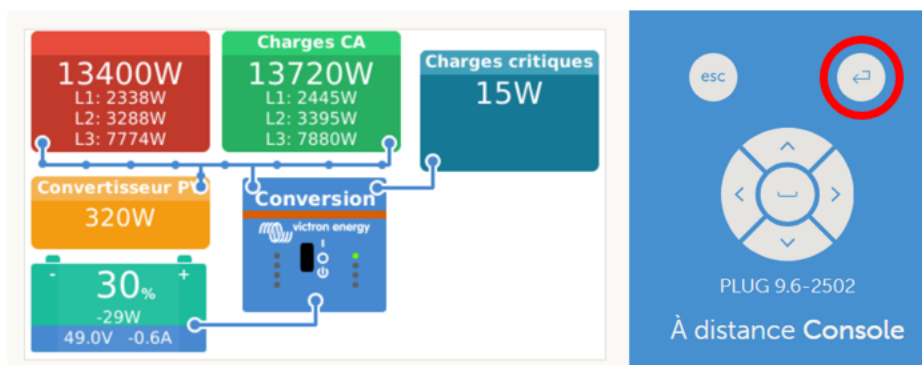 13400W
L1: 2338W
L2: 3288W
L3: 7774W
Charges CA
13720W
L1: 2445W
L2: 3395W
L3: 7880W
Charges critiques
15W
Convertisseur PV
320W
Conversion
victron energy
- +
30%
-29W
49.0V -0.6A
esc
PLUG 9.6-2502
À distance Console